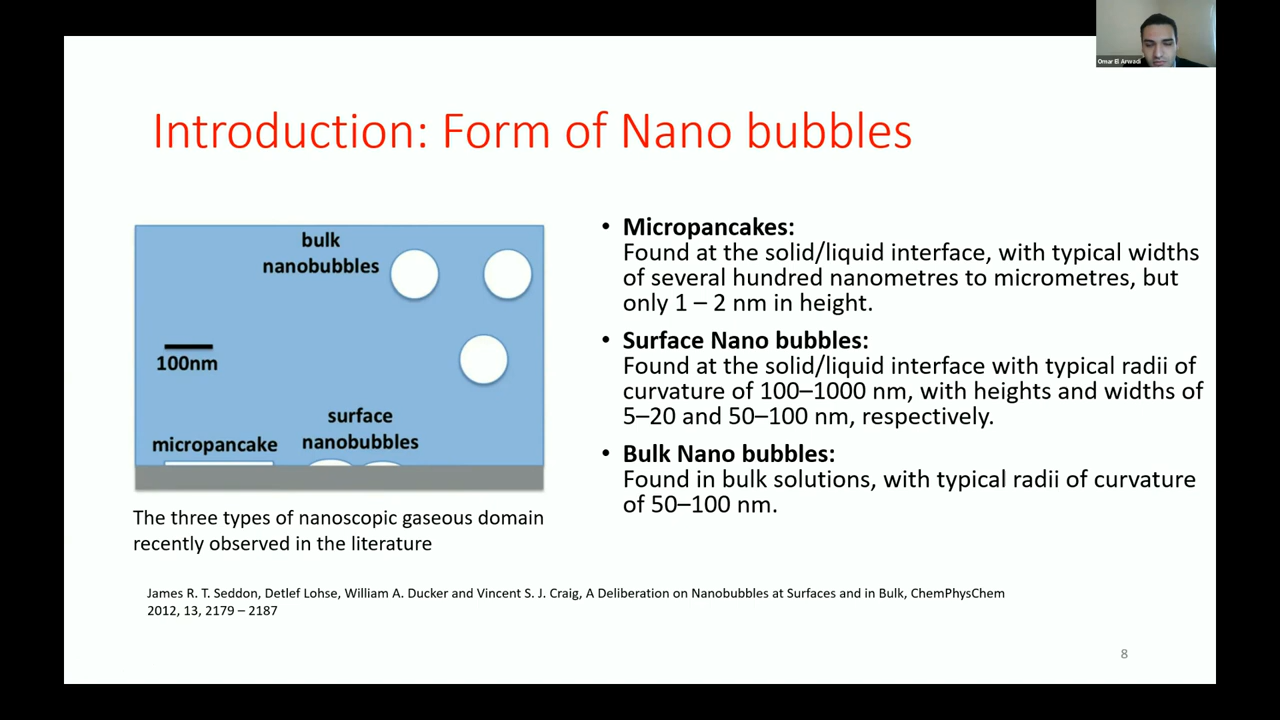 Omar El Anwadi
Introduction: Form of Nano bubbles
bulk
nanobubbles
100nm
surface
nanobubbles
micropancake
The three types of nanoscopic gaseous domain
recently observed in the literature
• Micropancakes:
Found at the solid/liquid interface, with typical widths
of several hundred nanometres to micrometres, but
only 1 – 2 nm in height.
• Surface Nano bubbles:
Found at the solid/liquid interface with typical radii of
curvature of 100–1000 nm, with heights and widths of
5–20 and 50–100 nm, respectively.
• Bulk Nano bubbles:
Found in bulk solutions, with typical radii of curvature
of 50–100 nm.
James R. T. Seddon, Detlef Lohse, William A. Ducker and Vincent S. J. Craig, A Deliberation on Nanobubbles at Surfaces and in Bulk, ChemPhysChem
2012, 13, 2179 – 2187
8